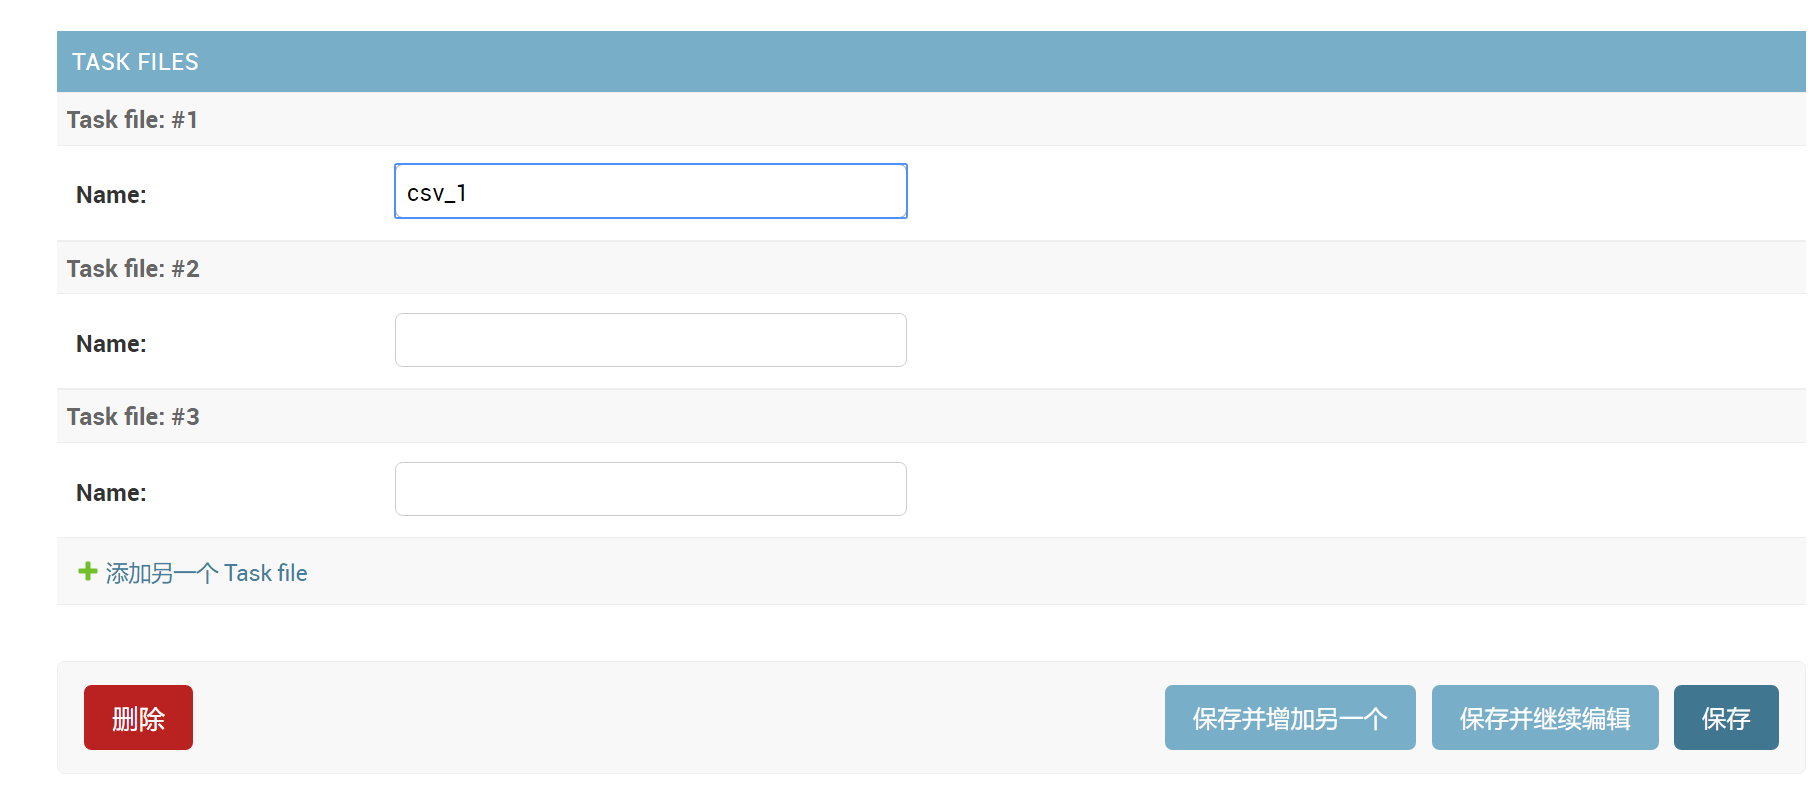 TASK FILES
Task file: #1
Name:
csv_1
Task file: #2
Name:
Task file: #3
Name:
添加另一个 Task file
删除
保存并增加另一个
保存并继续编辑
保存